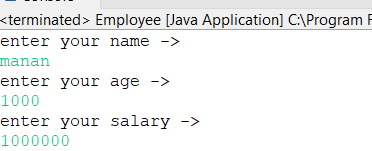 <terminated> Employee [Java Application] C:\Program F
enter your name ->
manan
enter your age ->
1000
enter your salary ->
1000000